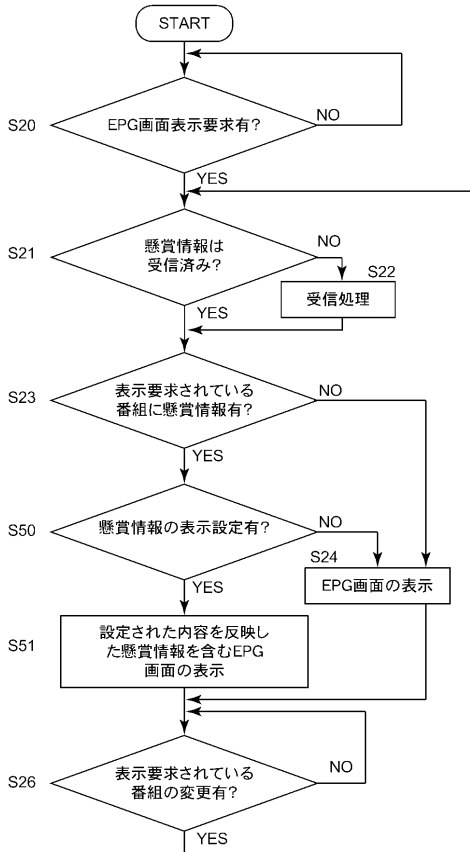 START
S20
EPG画面表示要求有?
NO
YES
S21
懸賞情報は
受信済み?
NO
S22
受信処理
YES
S23
表示要求されている
番組に懸賞情報有?
NO
YES
S50
懸賞情報の表示設定有?
NO
S24
EPG画面の表示
YES
S51
設定された内容を反映し
た懸賞情報を含むEPG
画面の表示
S26
表示要求されている
番組の変更有?
NO
YES